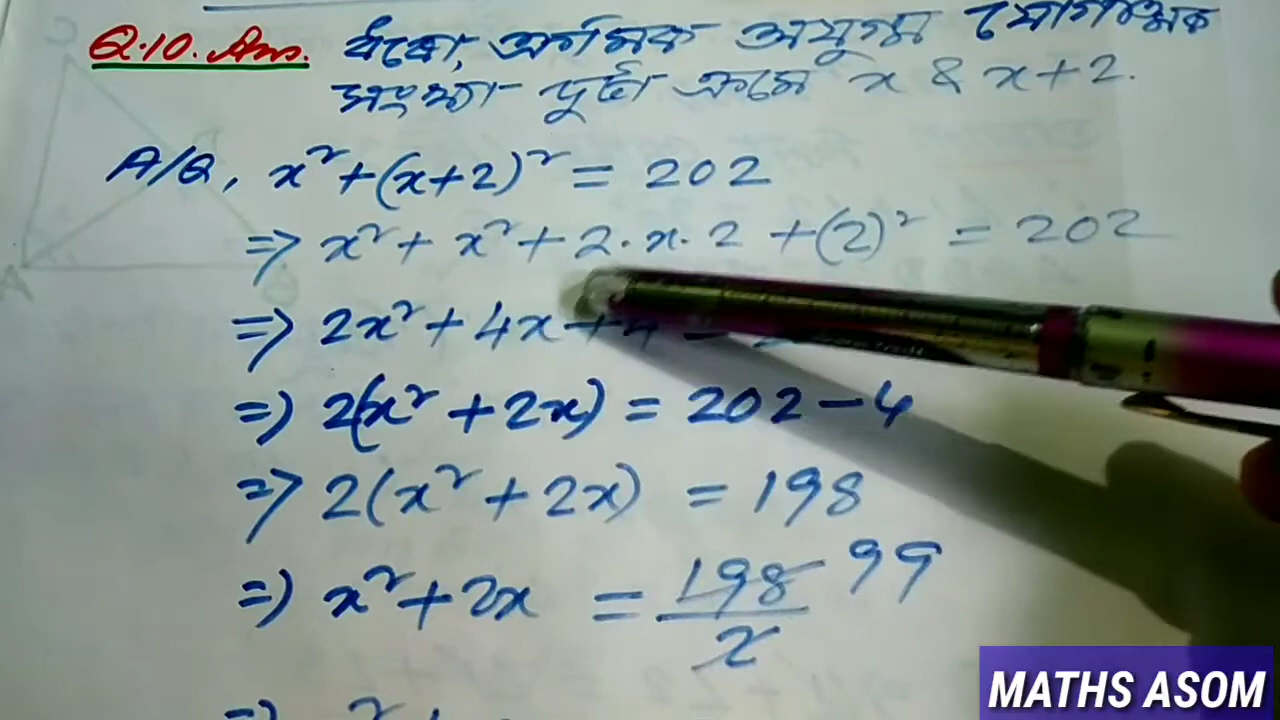 Q.10. Ans. ধৰো, ক্ৰমিক অযুগ্ম যোগাত্মক
সংখ্যা দুটা ক্ৰমে x & x+2.
A/Q, x² + (x+2)² = 202
=> x² + x² + 2·x·2 + (2)² = 202
=> 2x² + 4x + 4 =
=> 2(x² + 2x) = 202 - 4
=> 2(x² + 2x) = 198
=> x² + 2x = 198/2 99
=>
MATHS ASOM